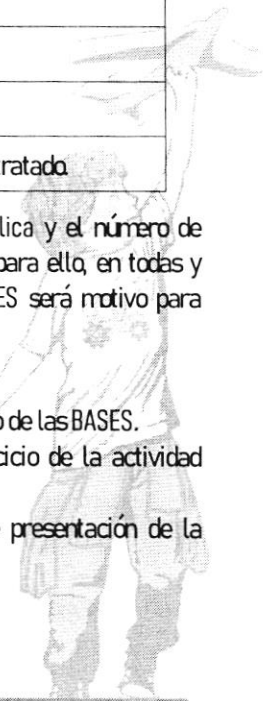 ratado.
lica y el número de
para ello, en todas y
ES será motivo para
o de las BASES.
cicio de la actividad
presentación de la